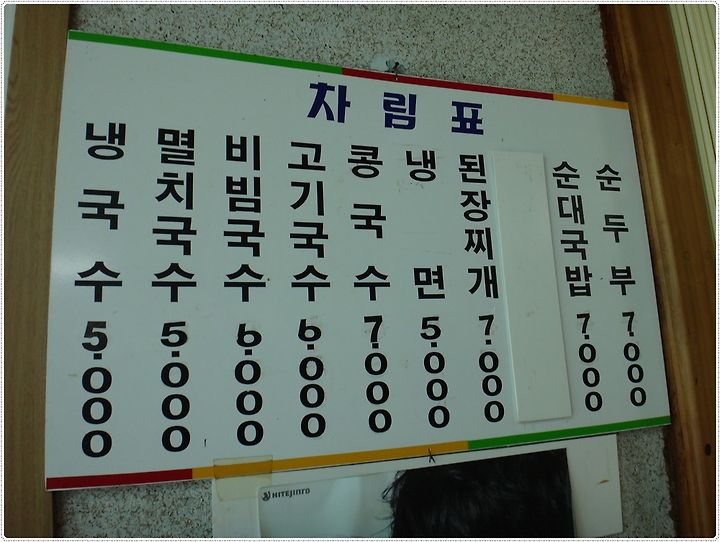 차림표
냉국수 5,000
멸치국수 5,000
비빔국수 6,000
고기국수 6,000
콩국수 7,000
냉면 5,000
된장찌개 7,000
순대국밥 7,000
순두부 7,000
HITEJINRO